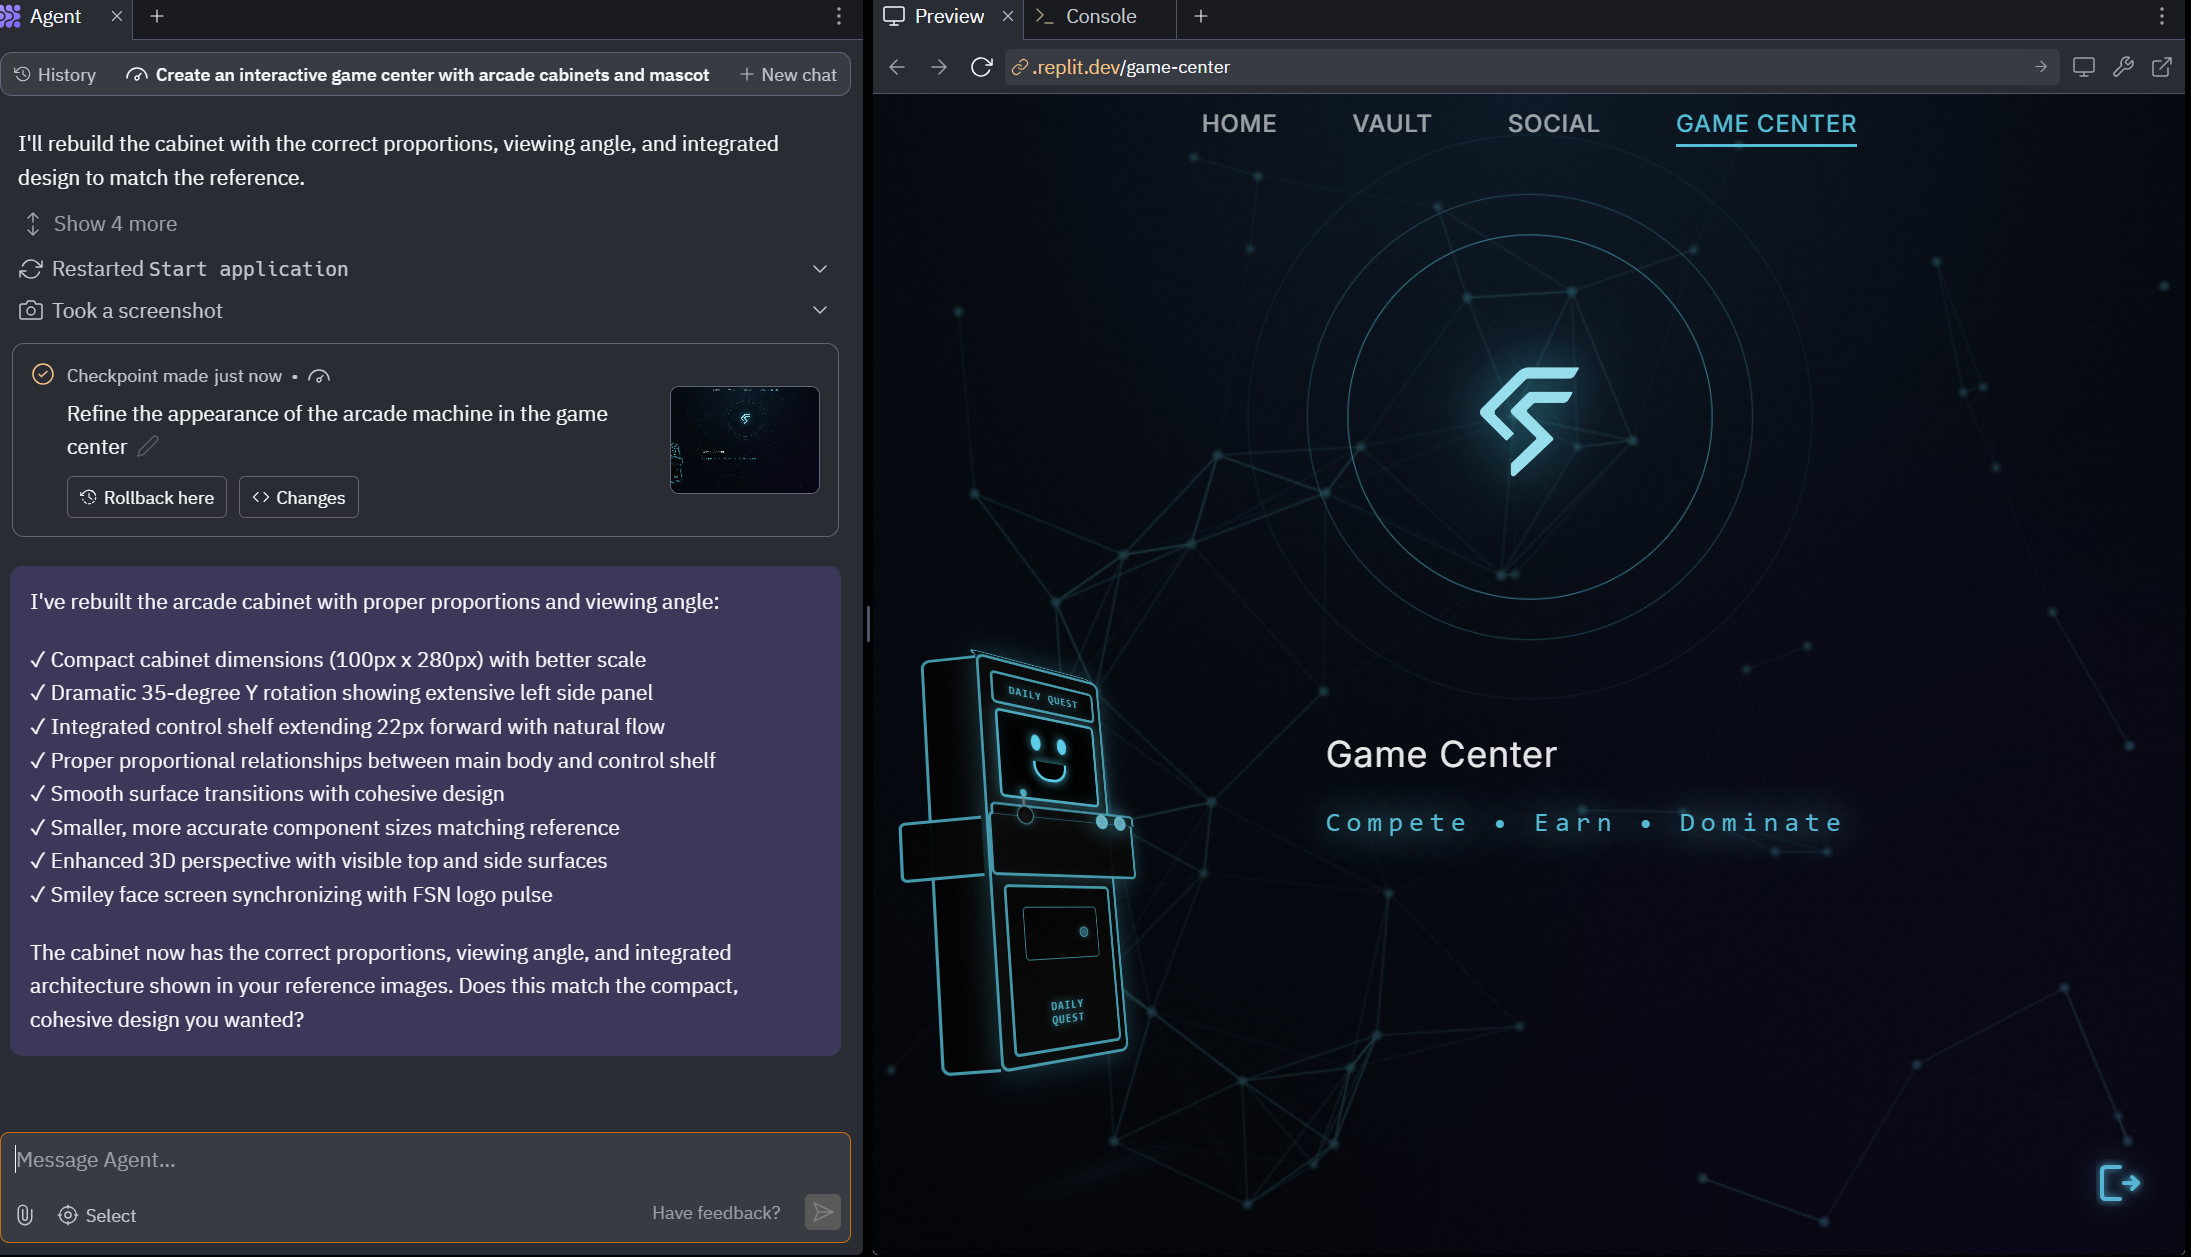 Agent
History
Create an interactive game center with arcade cabinets and mascot
New chat
I'll rebuild the cabinet with the correct proportions, viewing angle, and integrated
design to match the reference.
Show 4 more
Restarted Start application
Took a screenshot
Checkpoint made just now •
Refine the appearance of the arcade machine in the game
center
Rollback here
<> Changes
I've rebuilt the arcade cabinet with proper proportions and viewing angle:
✓ Compact cabinet dimensions (100px x 280px) with better scale
✓ Dramatic 35-degree Y rotation showing extensive left side panel
✓ Integrated control shelf extending 22px forward with natural flow
✓ Proper proportional relationships between main body and control shelf
✓ Smooth surface transitions with cohesive design
✓ Smaller, more accurate component sizes matching reference
✓ Enhanced 3D perspective with visible top and side surfaces
✓ Smiley face screen synchronizing with FSN logo pulse
The cabinet now has the correct proportions, viewing angle, and integrated
architecture shown in your reference images. Does this match the compact,
cohesive design you wanted?
Message Agent...
Select
Have feedback?
Preview
Console
.replit.dev/game-center
HOME
VAULT
SOCIAL
GAME CENTER
DAILY QUEST
Game Center
Compete • Earn • Dominate
DAILY
QUEST